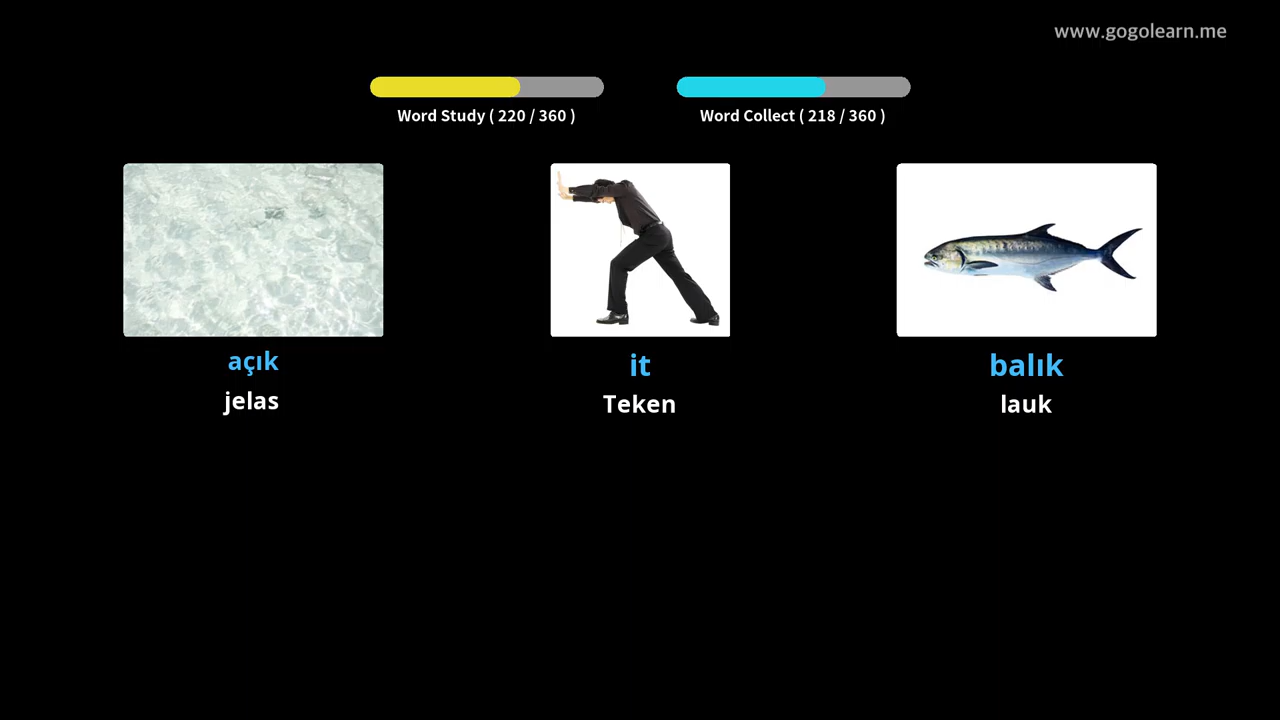 www.gogolearn.me
Word Study ( 220 / 360 )
Word Collect ( 218 / 360 )
açık
it
balık
jelas
Teken
lauk